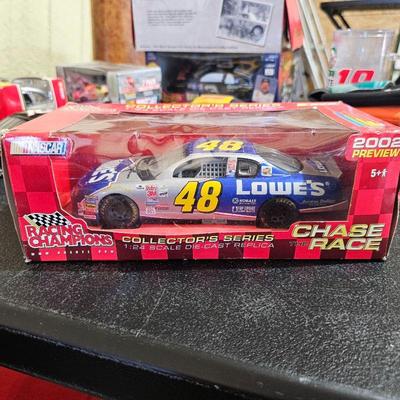 COLLECTOR'S SERIES
NASCAR
2002
PREVIEW
5+
48
48
LOWE'S
KOBALT
RACING
CHAMPIONS
COLLECTOR'S SERIES
1:24 SCALE DIE-CAST REPLICA
CHASE
THE
RACE
10